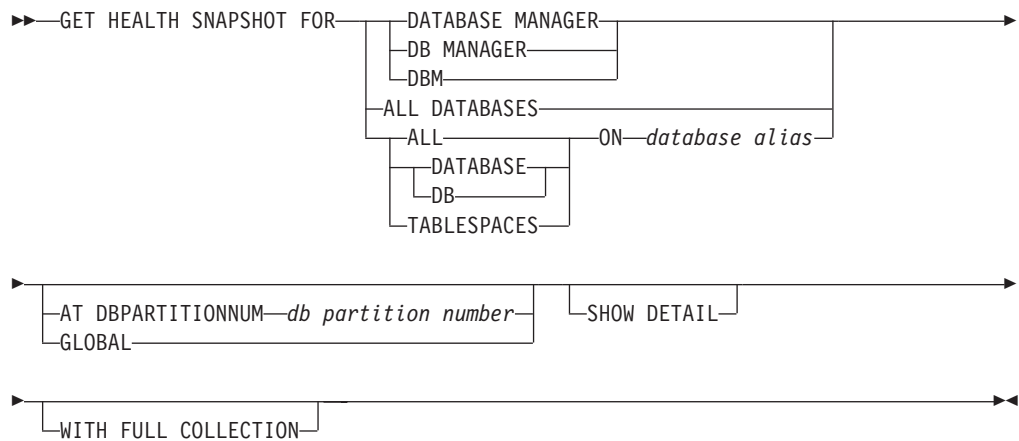 GET HEALTH SNAPSHOT FOR DATABASE MANAGER
DB MANAGER
DBM
ALL DATABASES
ALL ON database alias
DATABASE
DB
TABLESPACES
AT DBPARTITIONNUM db partition number SHOW DETAIL
GLOBAL
WITH FULL COLLECTION